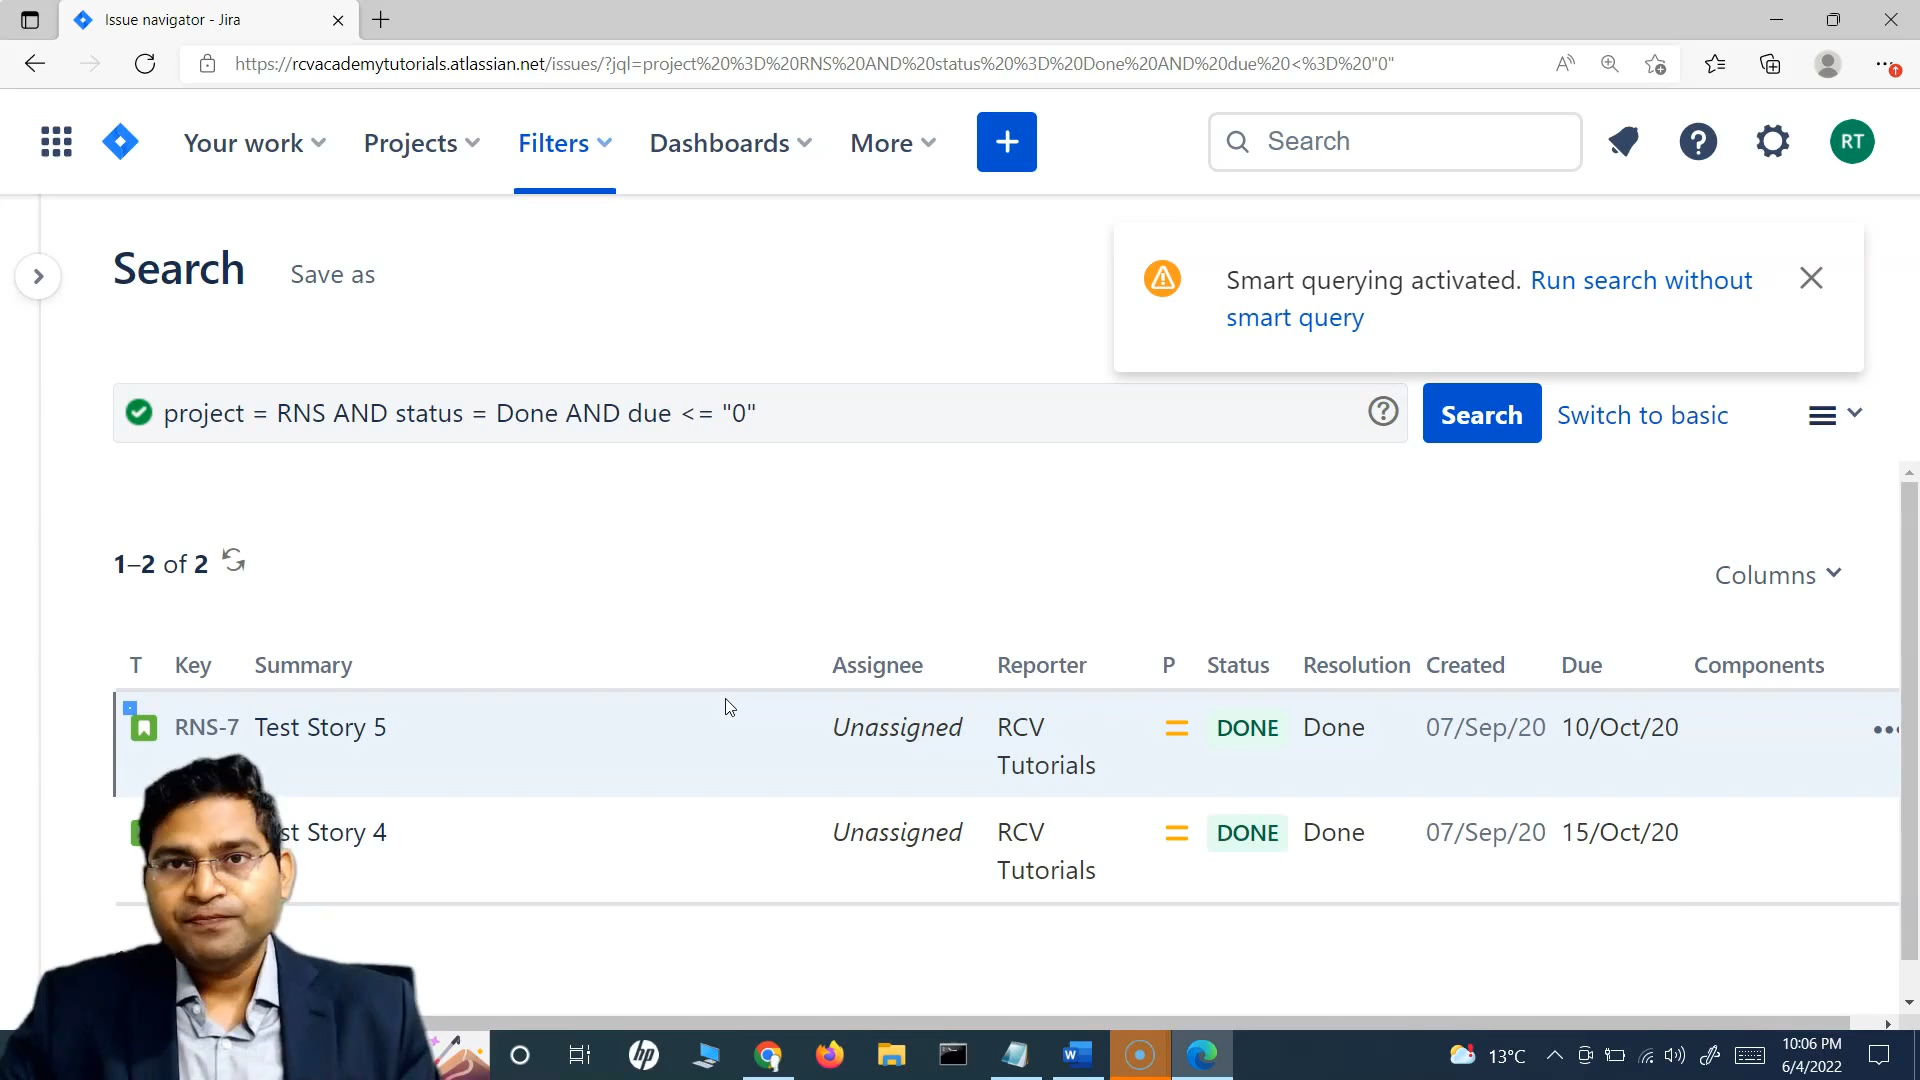 Issue navigator - Jira
https://rcvacademytutorials.atlassian.net/issues/?jql=project%20%3D%20RNS%20AND%20status%20%3D%20Done%20AND%20due%20<%3D%20"0"
Your work Projects Filters Dashboards More + Search ? RT
Search Save as
Smart querying activated. Run search without
smart query
project = RNS AND status = Done AND due <= "0" ? Search Switch to basic
1–2 of 2
Columns
T Key Summary Assignee Reporter P Status Resolution Created Due Components
RNS-7 Test Story 5 Unassigned RCV Tutorials DONE Done 07/Sep/20 10/Oct/20
st Story 4 Unassigned RCV Tutorials DONE Done 07/Sep/20 15/Oct/20
hp 13°C 10:06 PM
6/4/2022